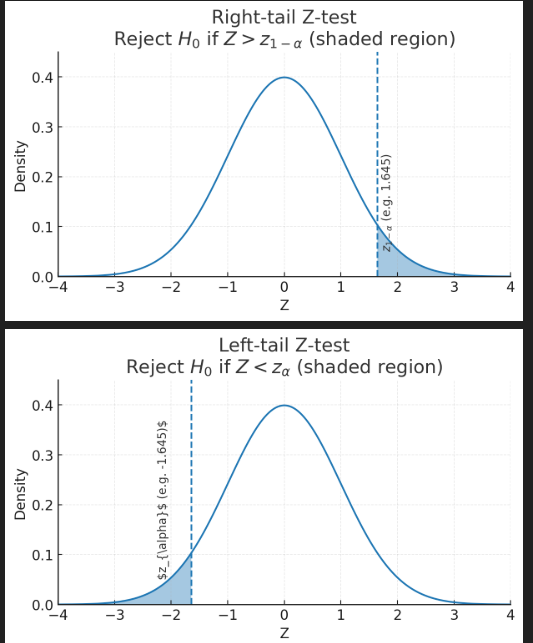 Right-tail Z-test
Reject H₀ if Z > z₁₋α (shaded region)
0.4
0.3
0.2
0.1
0.0
Density
z₁₋α (e.g. 1.645)
−4 −3 −2 −1 0 1 2 3 4
Z
Left-tail Z-test
Reject H₀ if Z < zα (shaded region)
0.4
0.3
0.2
0.1
0.0
Density
$z_{\alpha}$ (e.g. -1.645)$
−4 −3 −2 −1 0 1 2 3 4
Z